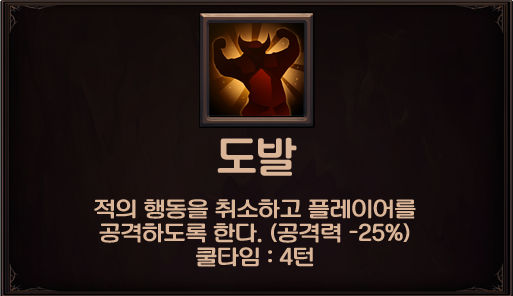 도발
적의 행동을 취소하고 플레이어를
공격하도록 한다. (공격력 -25%)
쿨타임 : 4턴